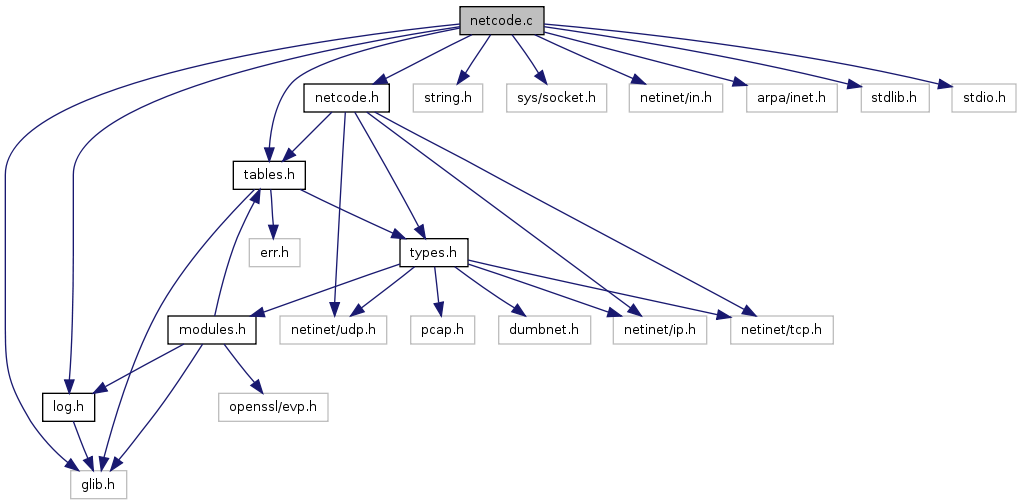 netcode.c
netcode.h
string.h
sys/socket.h
netinet/in.h
arpa/inet.h
stdlib.h
stdio.h
tables.h
err.h
types.h
modules.h
netinet/udp.h
pcap.h
dumbnet.h
netinet/ip.h
netinet/tcp.h
log.h
openssl/evp.h
glib.h